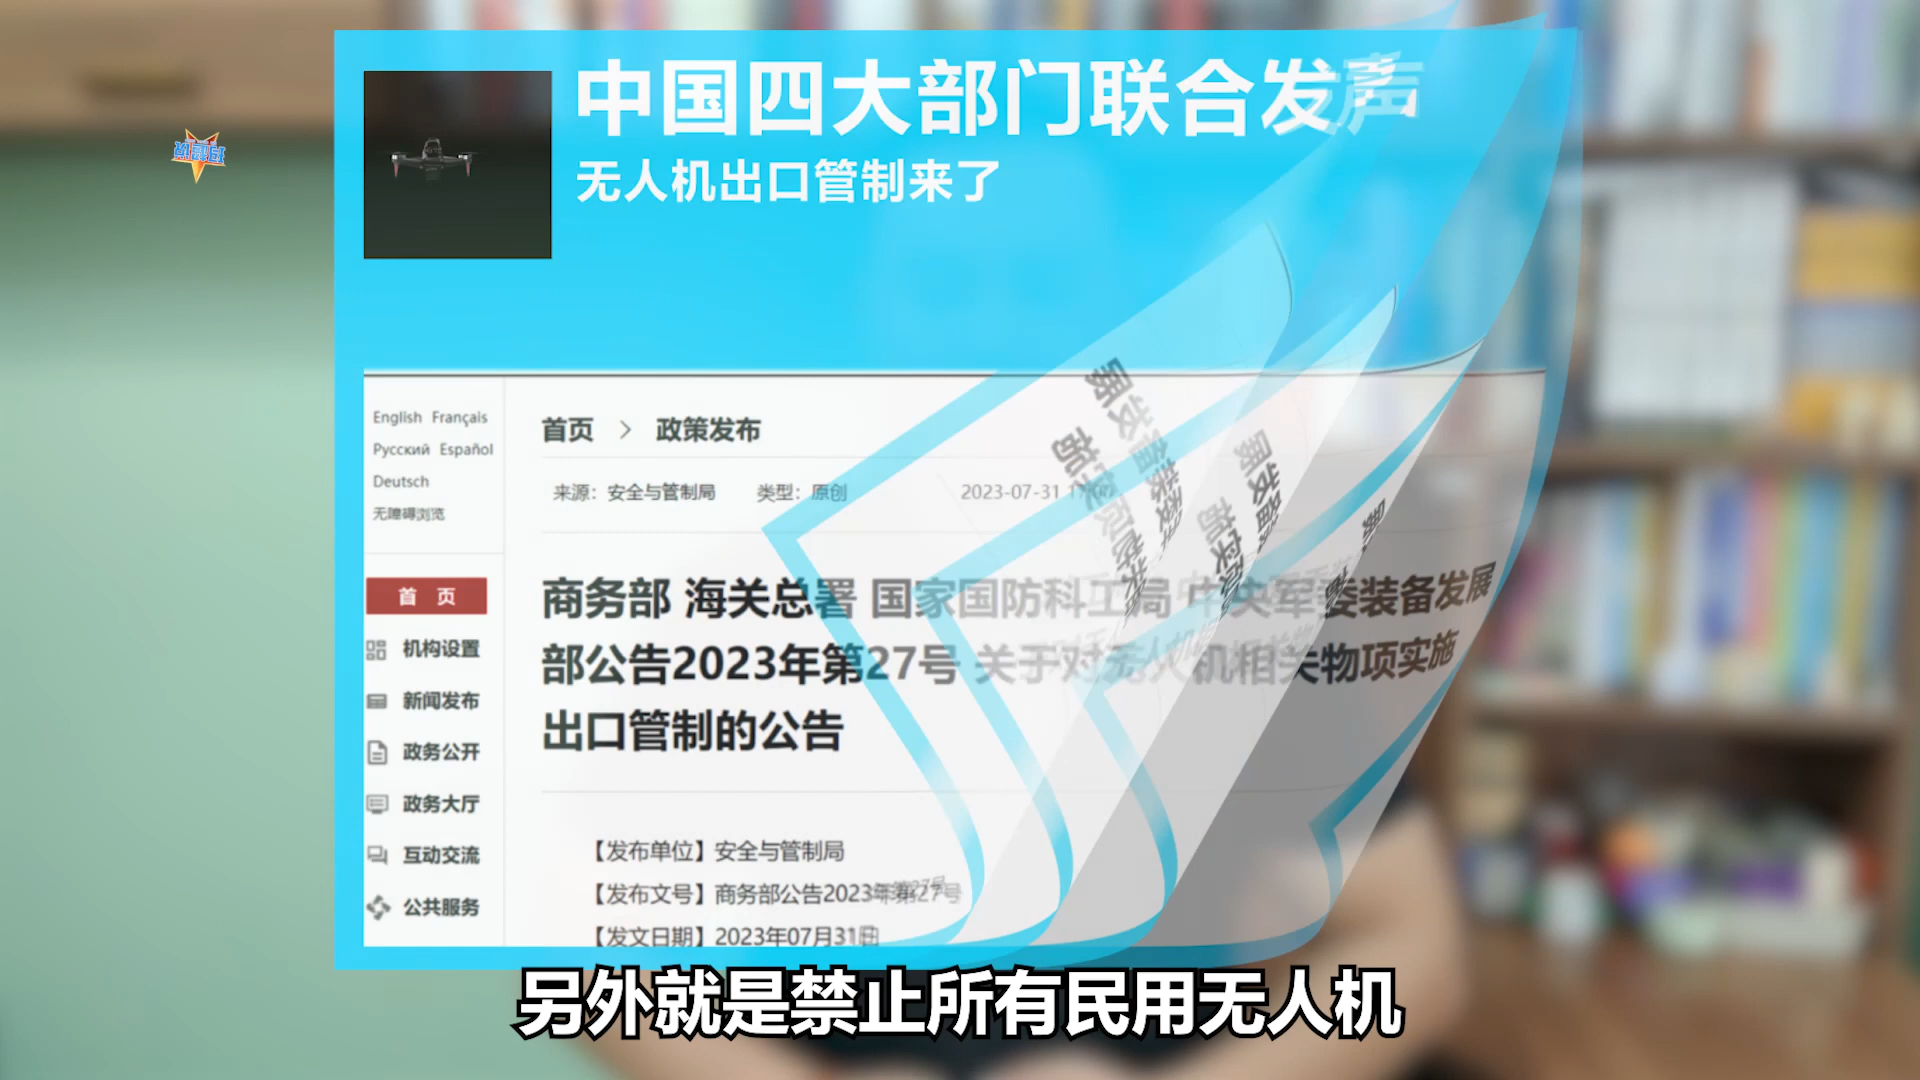 中国四大部门联合发声
无人机出口管制来了
English Français
Русский Español
Deutsch
无障碍浏览
首页 > 政策发布
来源：安全与管制局 类型：原创 2023-07-31
首 页
机构设置
新闻发布
政务公开
政务大厅
互动交流
公共服务
商务部 海关总署 国家国防科工局 中央军委装备发展
部公告2023年第27号 关于对无人机相关物项实施
出口管制的公告
【发布单位】安全与管制局
【发布文号】商务部公告2023年第27号
【发文日期】2023年07月31日
另外就是禁止所有民用无人机